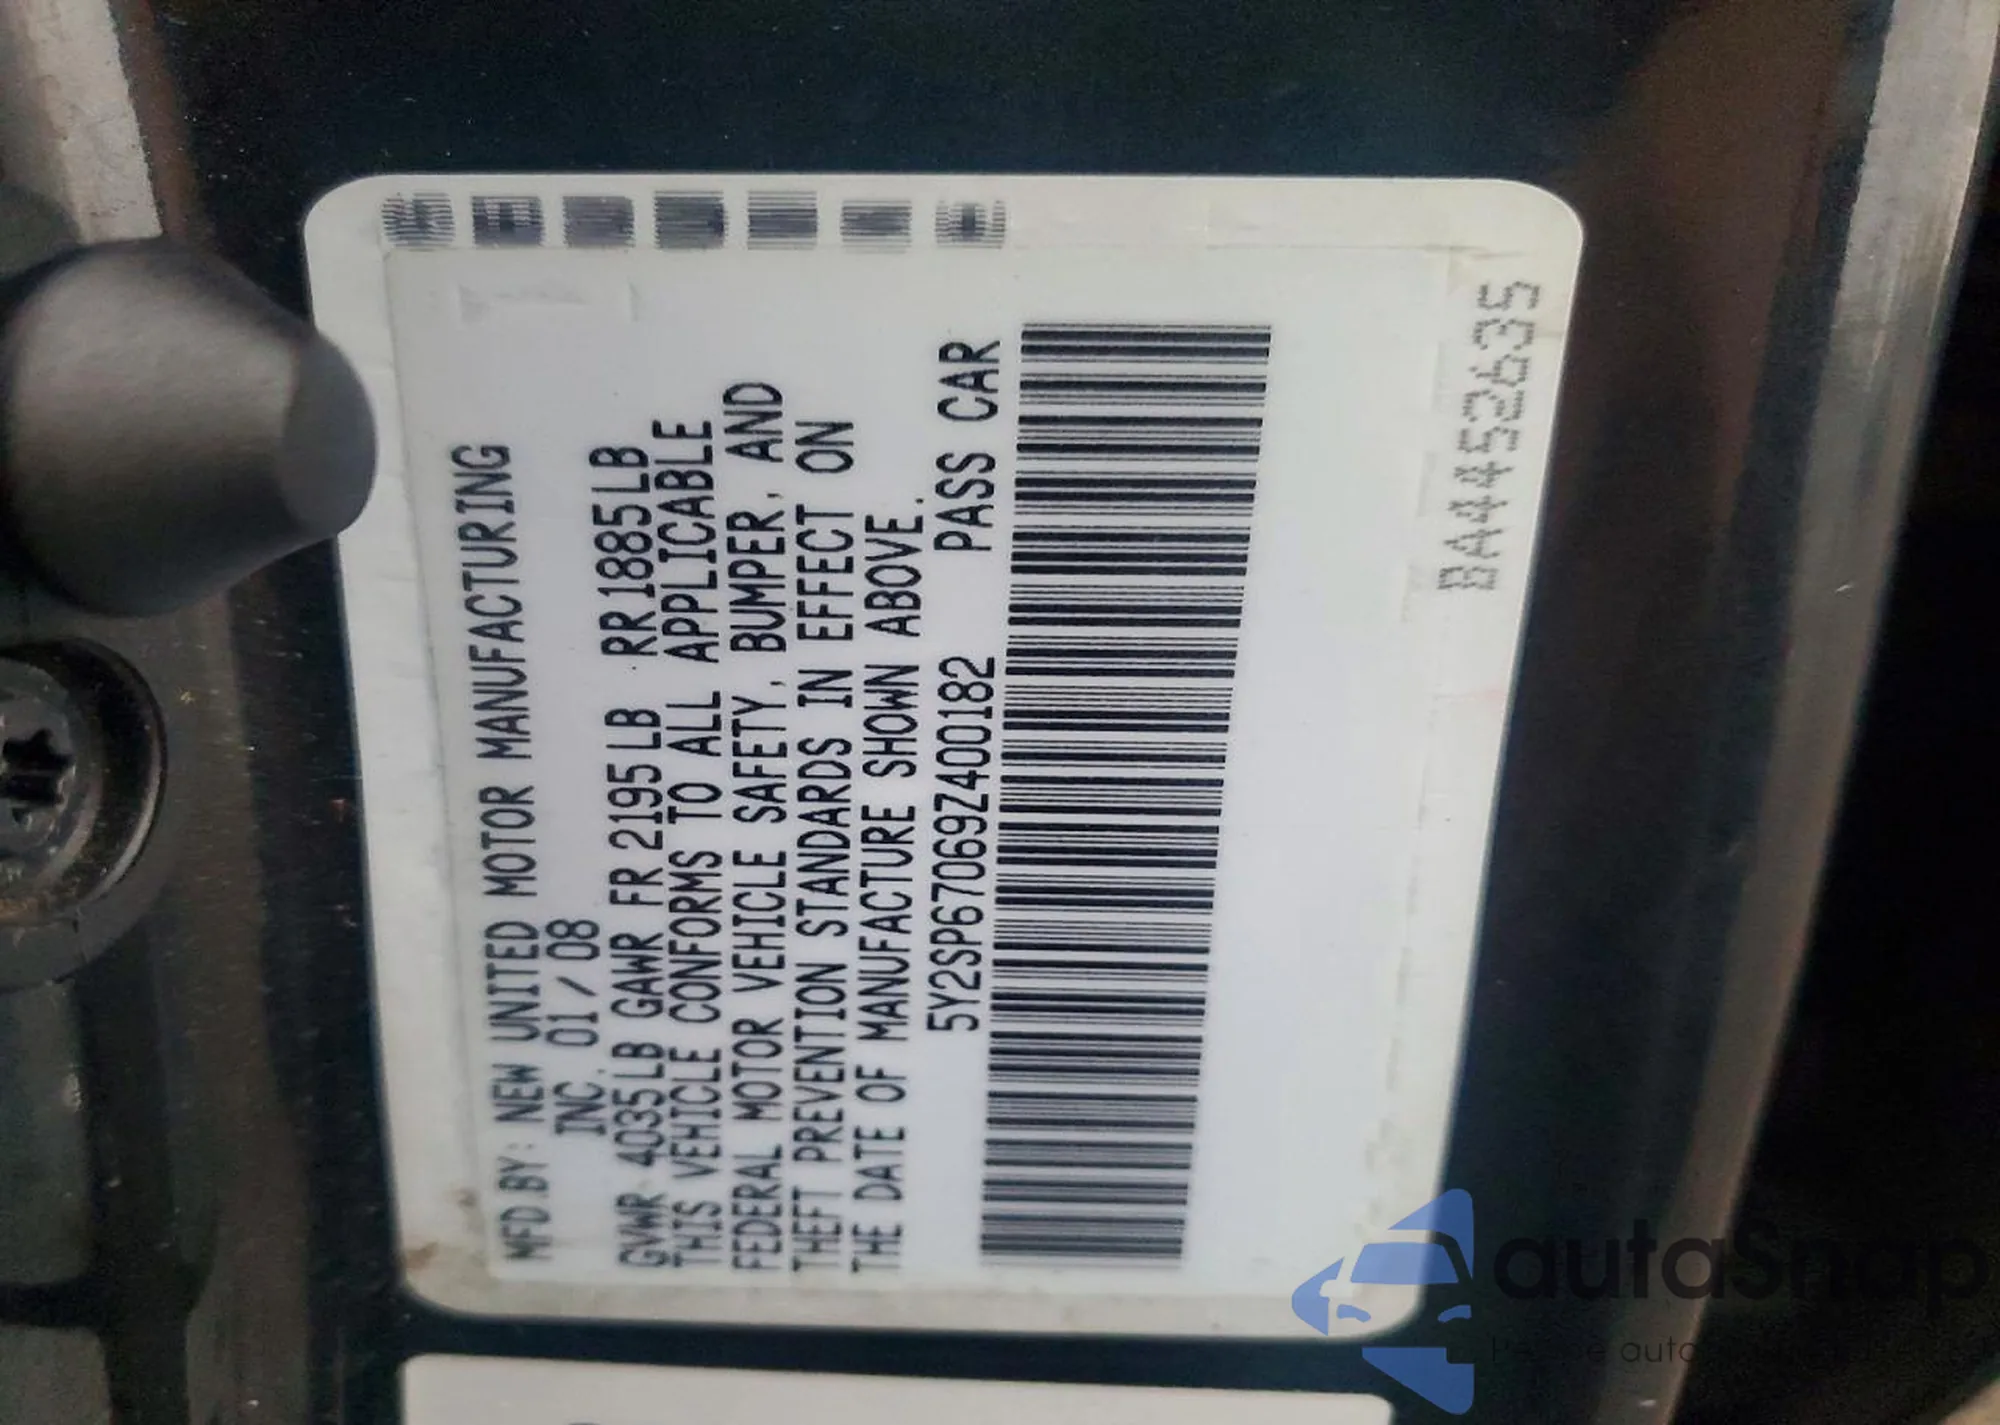 MFD.BY: NEW UNITED MOTOR MANUFACTURING
INC. 01/08
GVWR 4035LB GAWR FR 2195LB RR 1885LB
THIS VEHICLE CONFORMS TO ALL APPLICABLE
FEDERAL MOTOR VEHICLE SAFETY, BUMPER, AND
THEFT PREVENTION STANDARDS IN EFFECT ON
THE DATE OF MANUFACTURE SHOWN ABOVE.
5Y2SP67069Z400182 PASS CAR
BA4452635
autaSnap